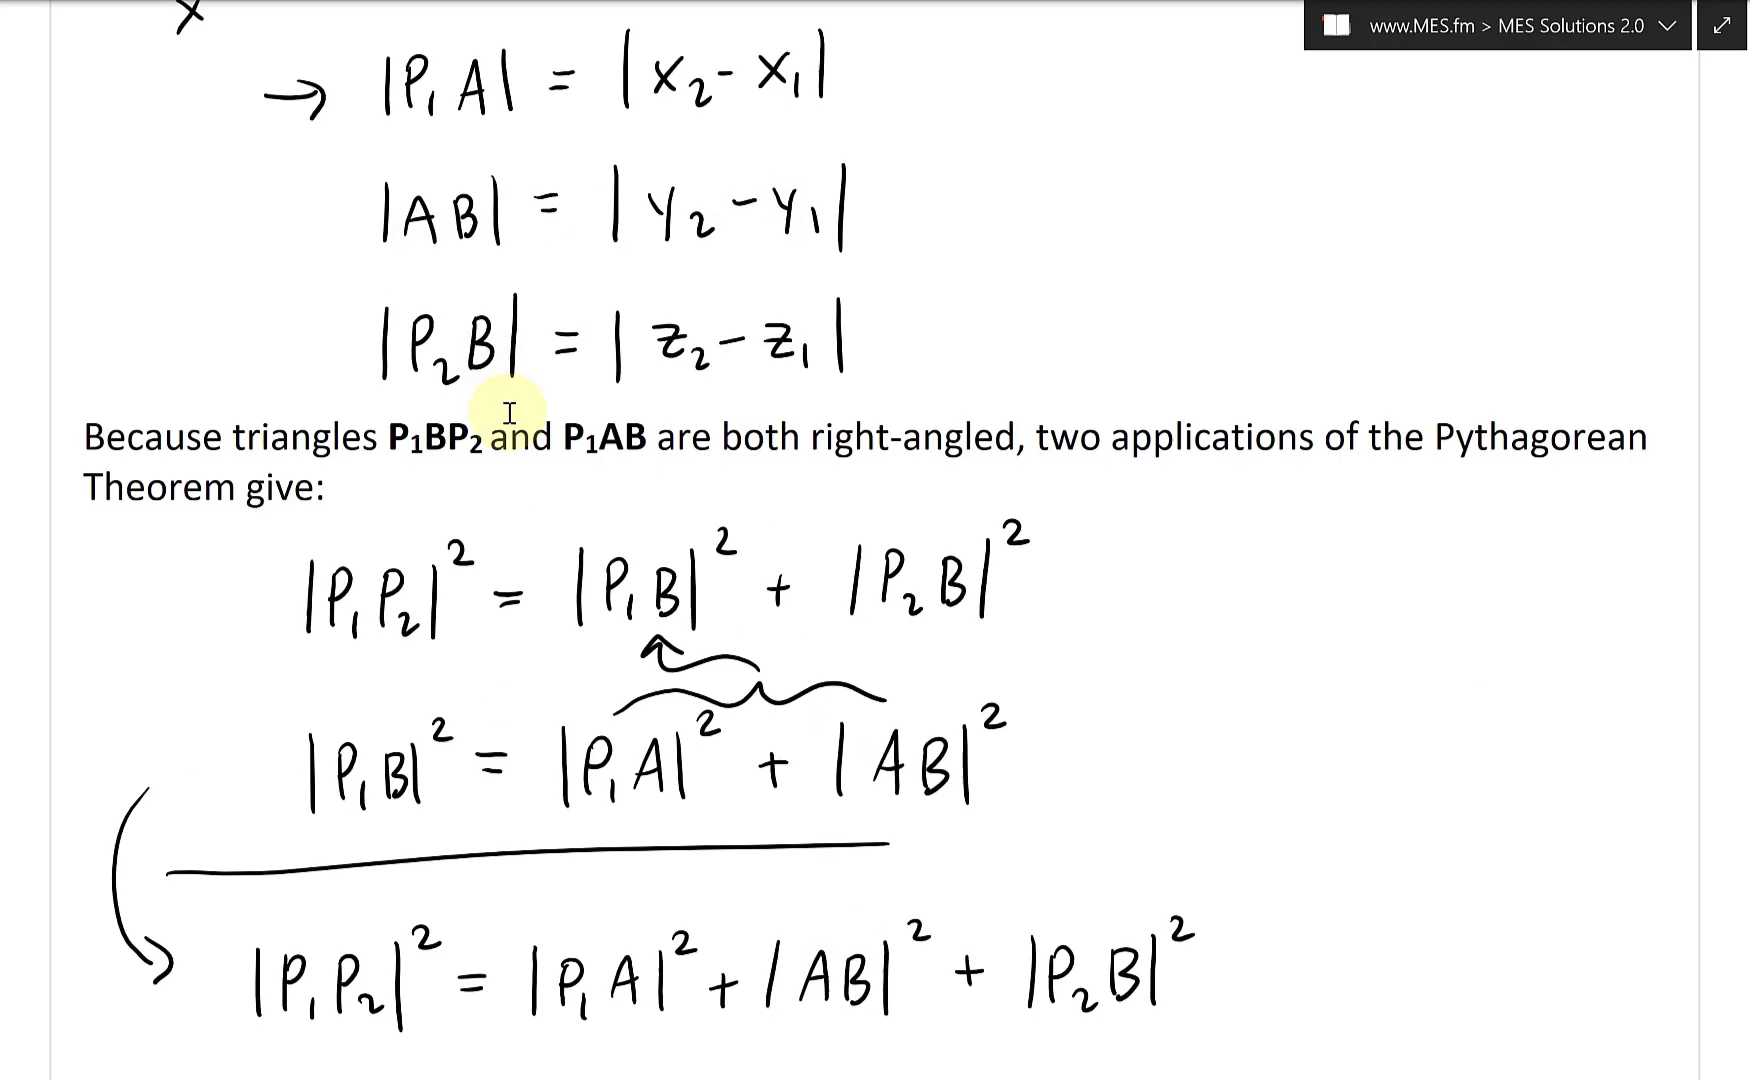 x
www.MES.fm > MES Solutions 2.0
→ |P₁A| = |x₂ - x₁|
|AB| = |y₂ - y₁|
|P₂B| = |z₂ - z₁|
Because triangles P₁BP₂ and P₁AB are both right-angled, two applications of the Pythagorean
Theorem give:
|P₁P₂|² = |P₁B|² + |P₂B|²
|P₁B|² = |P₁A|² + |AB|²
|P₁P₂|² = |P₁A|² + |AB|² + |P₂B|²